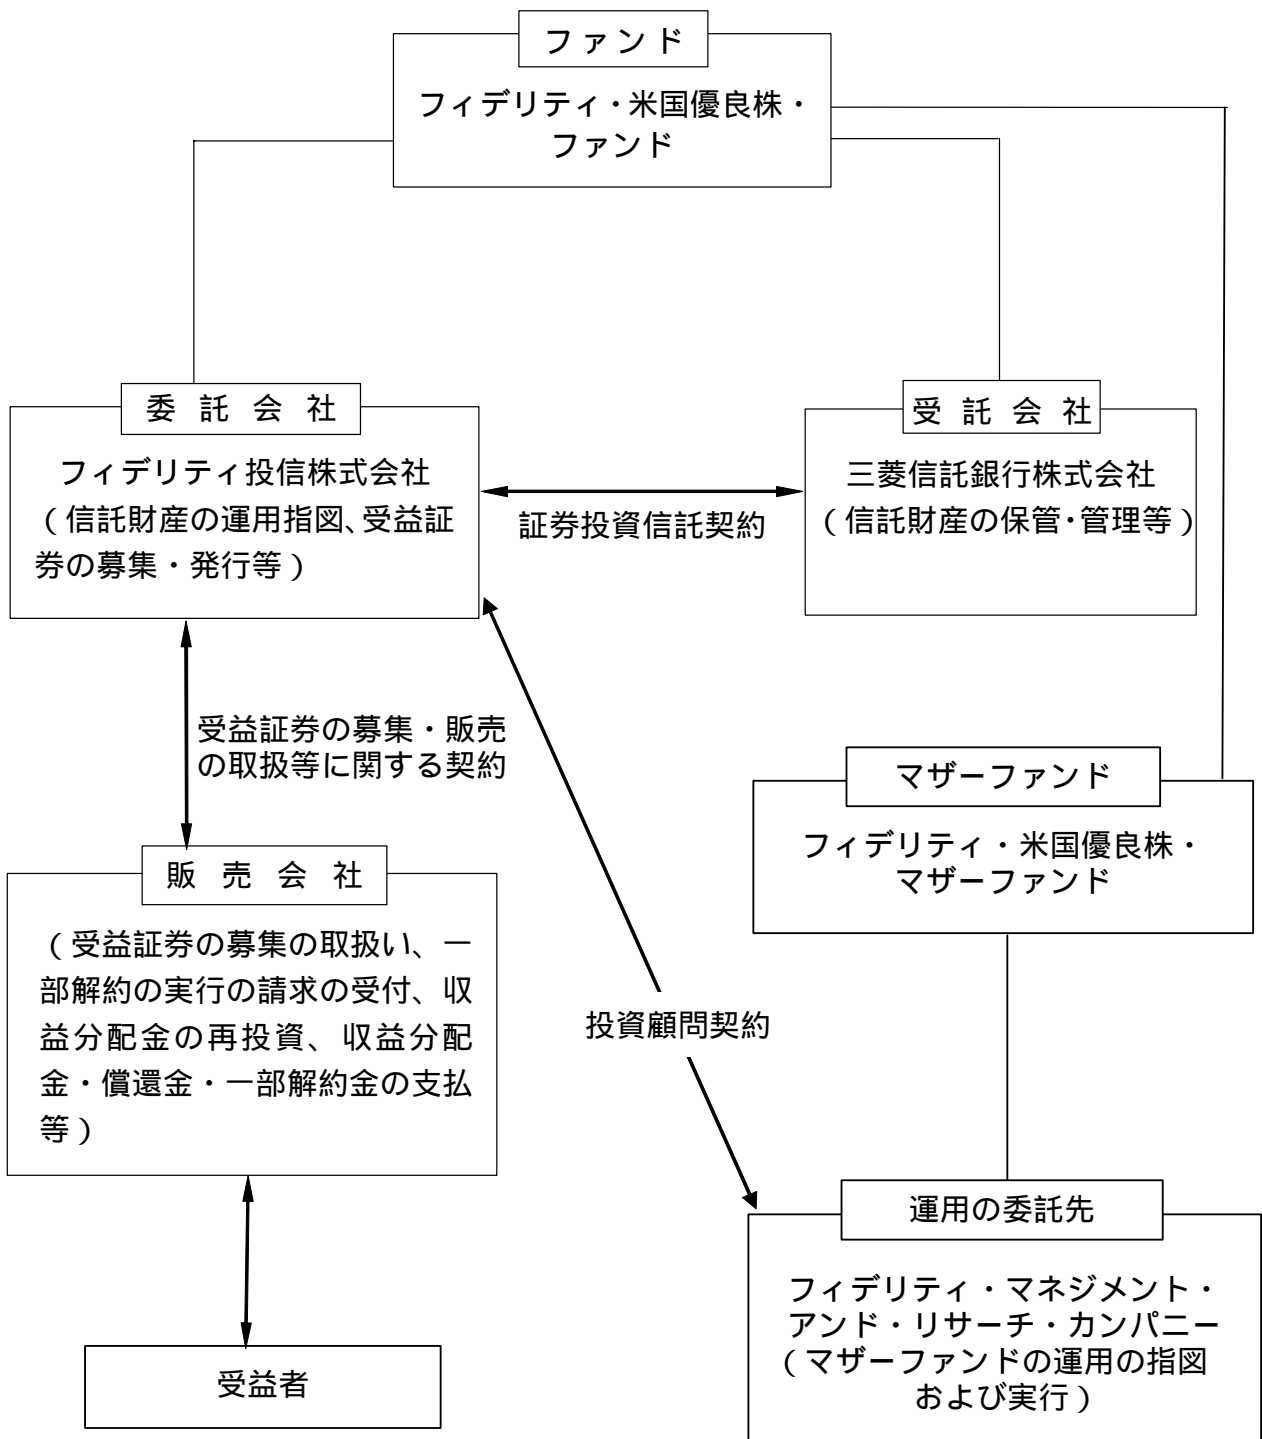 ファンド
フィデリティ・米国優良株・
ファンド
委託会社
フィデリティ投信株式会社
（信託財産の運用指図、受益証
券の募集・発行等）
証券投資信託契約
受託会社
三菱信託銀行株式会社
（信託財産の保管・管理等）
受益証券の募集・販売
の取扱等に関する契約
マザーファンド
フィデリティ・米国優良株・
マザーファンド
販売会社
（受益証券の募集の取扱い、一
部解約の実行の請求の受付、収
益分配金の再投資、収益分配
金・償還金・一部解約金の支払
等）
投資顧問契約
運用の委託先
フィデリティ・マネジメント・
アンド・リサーチ・カンパニー
（マザーファンドの運用の指図
および実行）
受益者